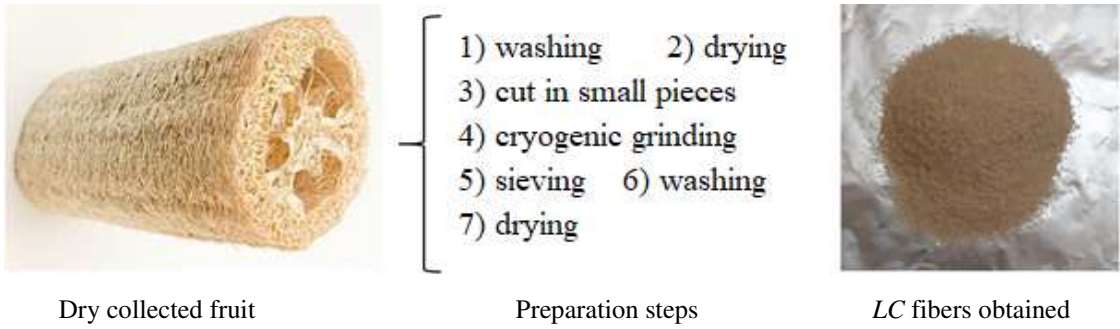 1) washing 2) drying
3) cut in small pieces
4) cryogenic grinding
5) sieving 6) washing
7) drying
Dry collected fruit Preparation steps LC fibers obtained